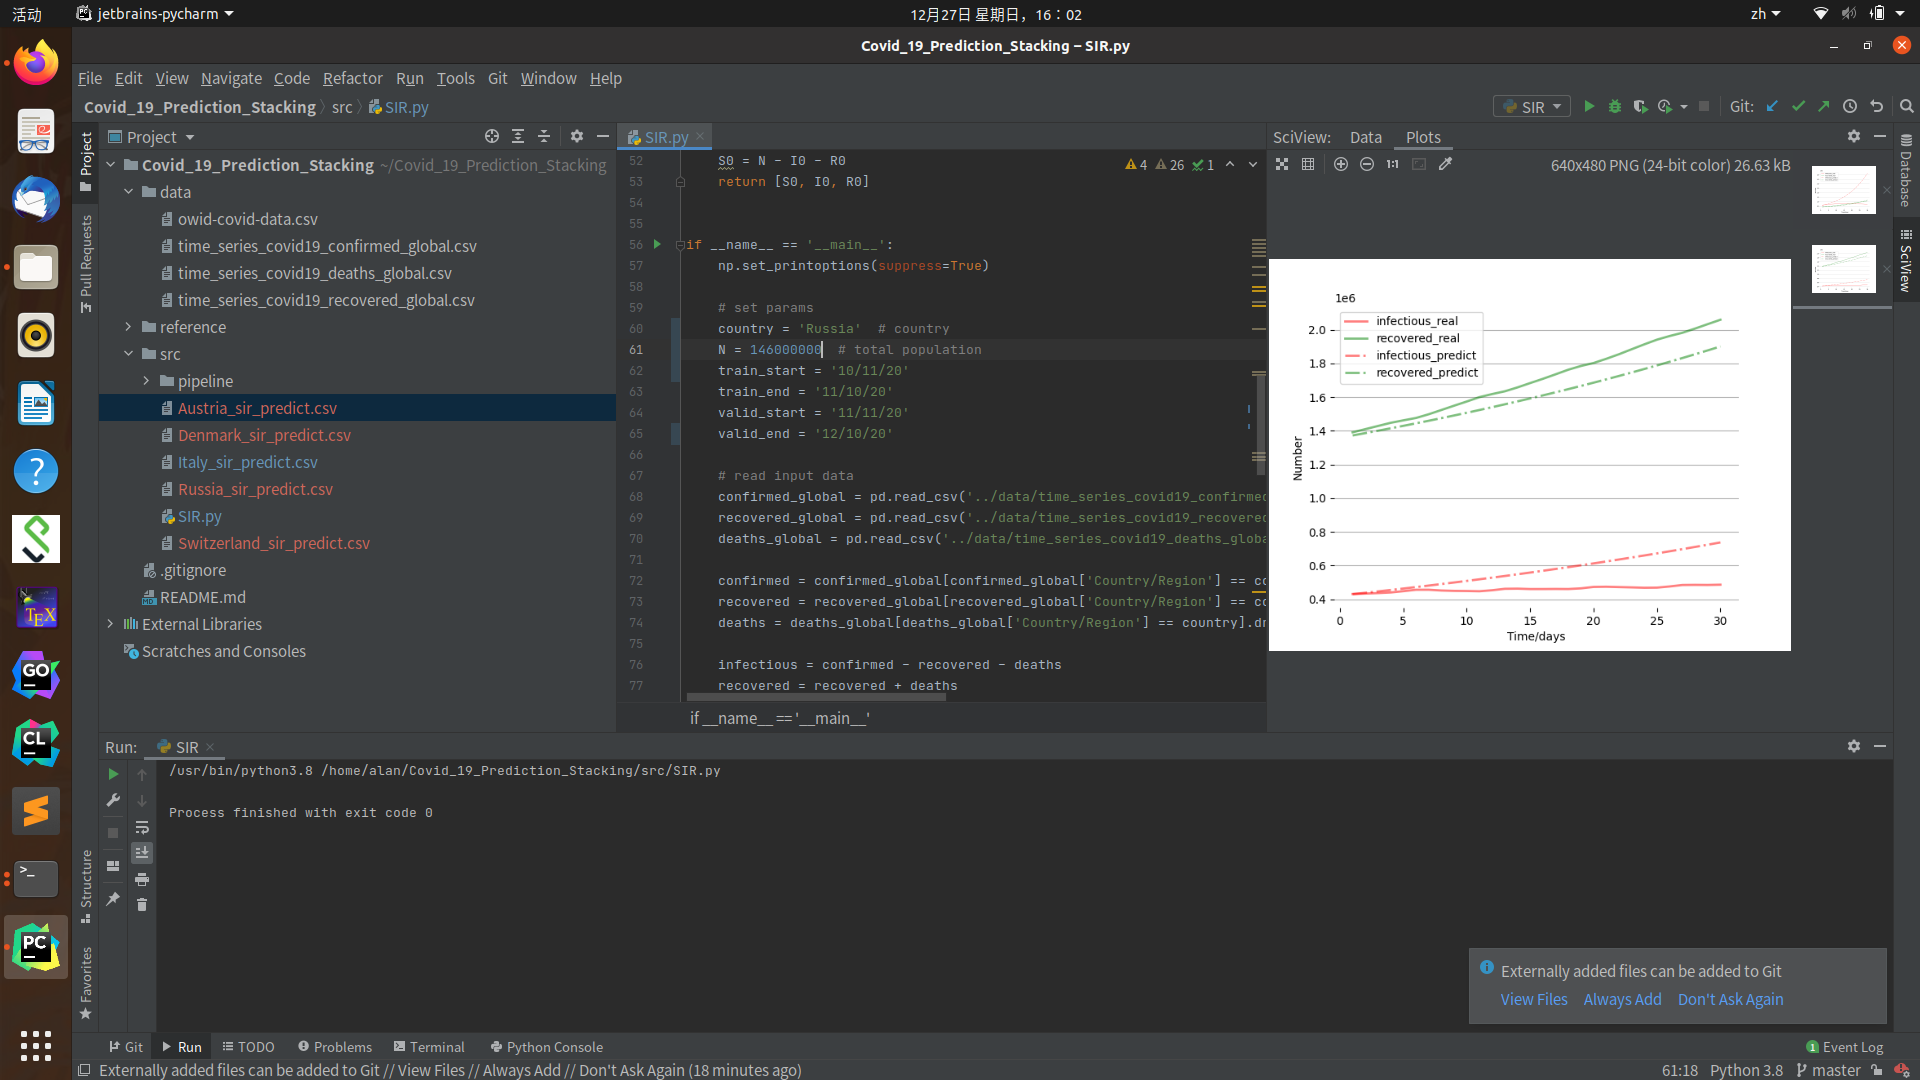 活动
jetbrains-pycharm
12月27日 星期日，16：02
zh
Covid_19_Prediction_Stacking – SIR.py
File Edit View Navigate Code Refactor Run Tools Git Window Help
Covid_19_Prediction_Stacking src SIR.py
SIR
Git:
Project
Pull Requests
Structure
Favorites
Project
Covid_19_Prediction_Stacking ~/Covid_19_Prediction_Stacking
data
owid-covid-data.csv
time_series_covid19_confirmed_global.csv
time_series_covid19_deaths_global.csv
time_series_covid19_recovered_global.csv
reference
src
pipeline
Austria_sir_predict.csv
Denmark_sir_predict.csv
Italy_sir_predict.csv
Russia_sir_predict.csv
SIR.py
Switzerland_sir_predict.csv
.gitignore
README.md
External Libraries
Scratches and Consoles
SIR.py
4 26 1
52 S0 = N - I0 - R0
53 return [S0, I0, R0]
54
55
56 if __name__ == '__main__':
57 np.set_printoptions(suppress=True)
58
59 # set params
60 country = 'Russia' # country
61 N = 146000000 # total population
62 train_start = '10/11/20'
63 train_end = '11/10/20'
64 valid_start = '11/11/20'
65 valid_end = '12/10/20'
66
67 # read input data
68 confirmed_global = pd.read_csv('../data/time_series_covid19_confirmed
69 recovered_global = pd.read_csv('../data/time_series_covid19_recovered
70 deaths_global = pd.read_csv('../data/time_series_covid19_deaths_globa
71
72 confirmed = confirmed_global[confirmed_global['Country/Region'] == co
73 recovered = recovered_global[recovered_global['Country/Region'] == co
74 deaths = deaths_global[deaths_global['Country/Region'] == country].dr
75
76 infectious = confirmed - recovered - deaths
77 recovered = recovered + deaths
if __name__ == '__main__'
SciView: Data Plots
1:1
640x480 PNG (24-bit color) 26.63 kB
1e6
infectious_real
recovered_real
infectious_predict
recovered_predict
2.0
1.8
1.6
1.4
1.2
1.0
0.8
0.6
0.4
Number
0 5 10 15 20 25 30
Time/days
Database
SciView
Run: SIR
/usr/bin/python3.8 /home/alan/Covid_19_Prediction_Stacking/src/SIR.py
Process finished with exit code 0
Externally added files can be added to Git
View Files Always Add Don't Ask Again
Git Run TODO Problems Terminal Python Console
1 Event Log
Externally added files can be added to Git // View Files // Always Add // Don't Ask Again (18 minutes ago)
61:18 Python 3.8 master
TEX
GO
CL
PC